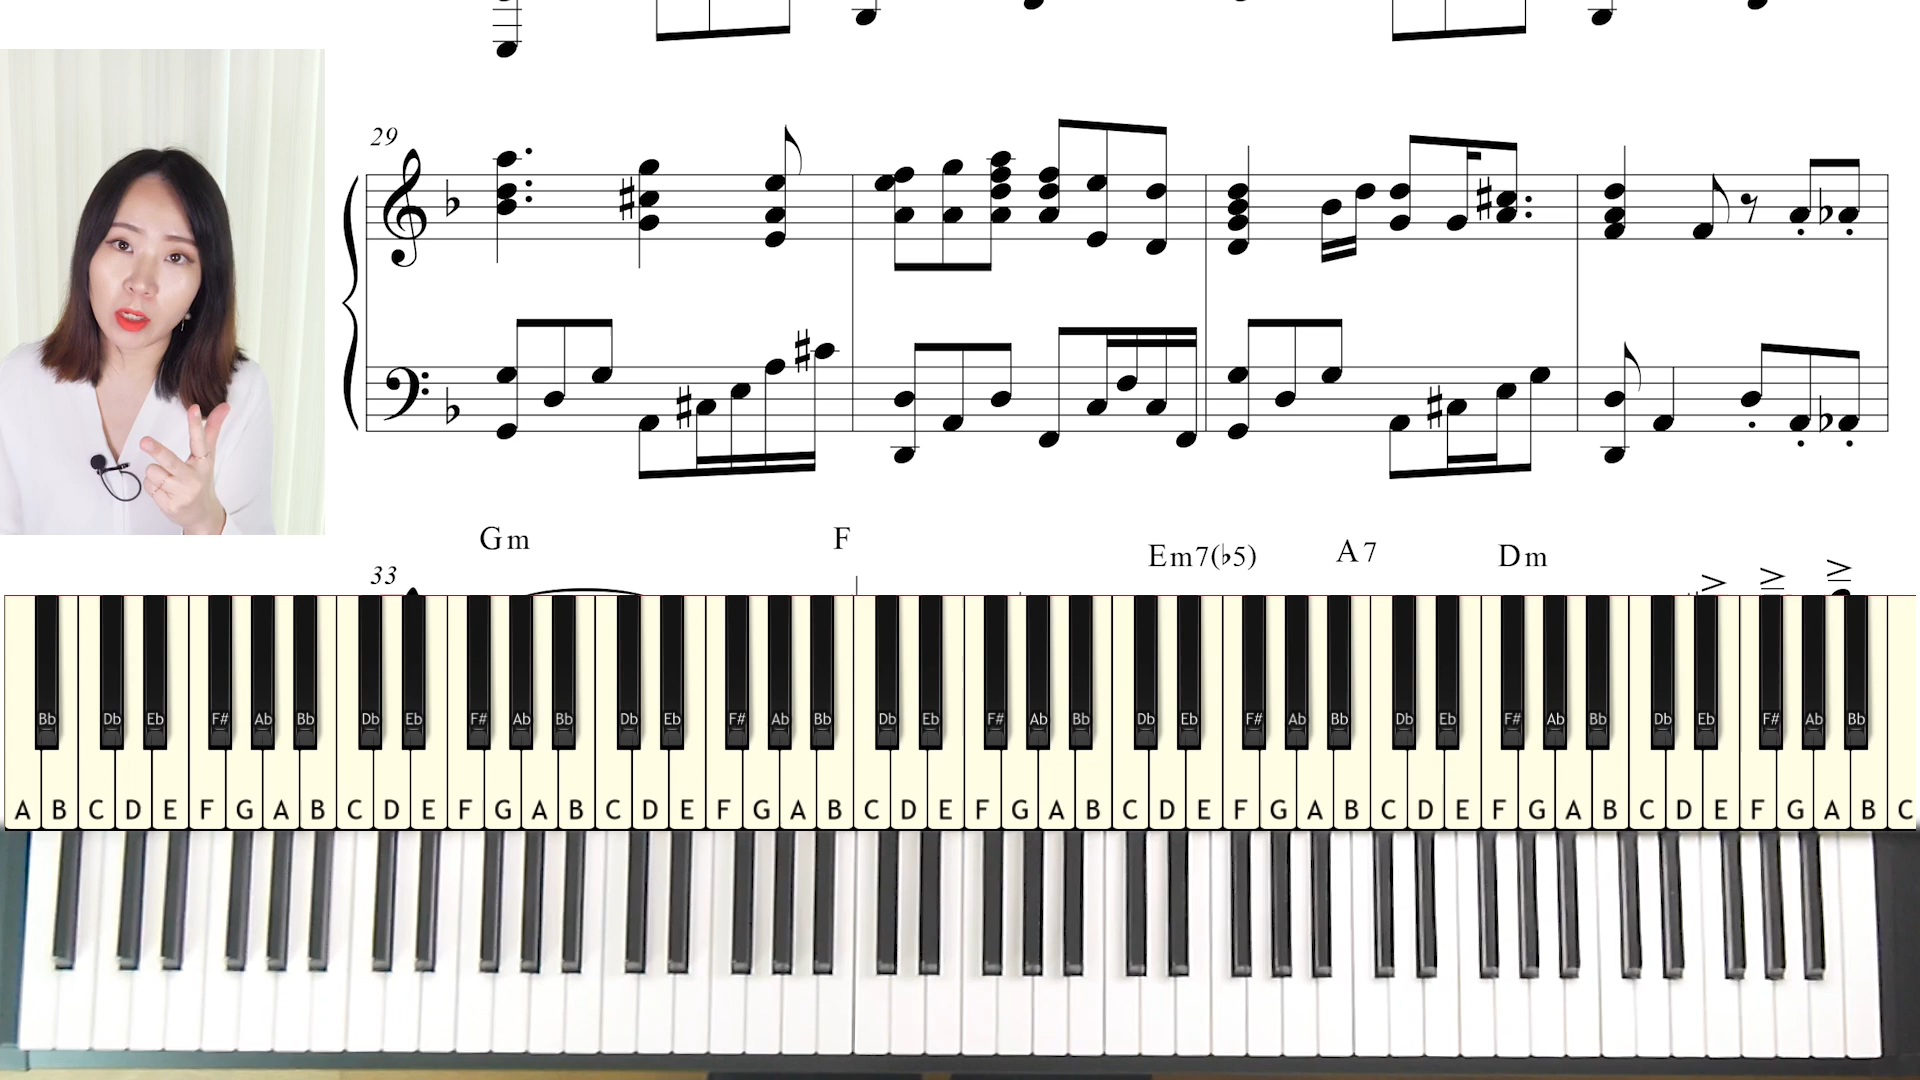 29
Gm F Em7(♭5) A7 Dm
33
Bb Db Eb F# Ab Bb Db Eb F# Ab Bb Db Eb F# Ab Bb Db Eb F# Ab Bb Db Eb F# Ab Bb Db Eb F# Ab Bb Db Eb F# Ab Bb
A B C D E F G A B C D E F G A B C D E F G A B C D E F G A B C D E F G A B C D E F G A B C D E F G A B C